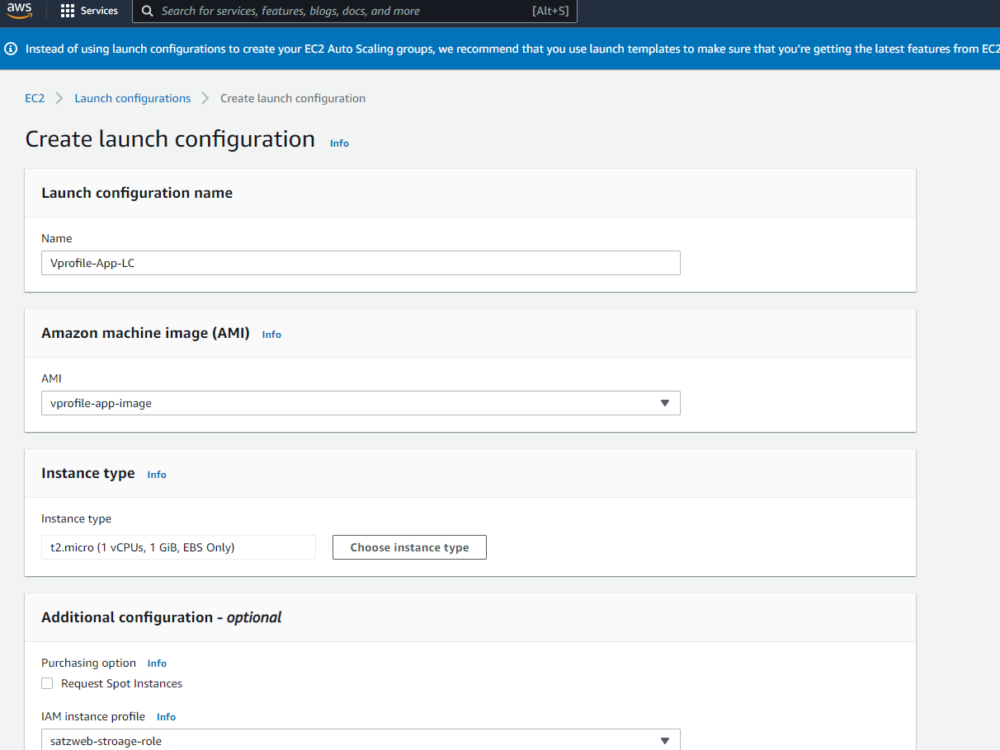 aws Services Search for services, features, blogs, docs, and more [Alt+S]
Instead of using launch configurations to create your EC2 Auto Scaling groups, we recommend that you use launch templates to make sure that you're getting the latest features from EC2
EC2 > Launch configurations > Create launch configuration
Create launch configuration Info
Launch configuration name
Name
Vprofile-App-LC
Amazon machine image (AMI) Info
AMI
vprofile-app-image
Instance type Info
Instance type
t2.micro (1 vCPUs, 1 GiB, EBS Only) Choose instance type
Additional configuration - optional
Purchasing option Info
Request Spot Instances
IAM instance profile Info
satzweb-stroage-role